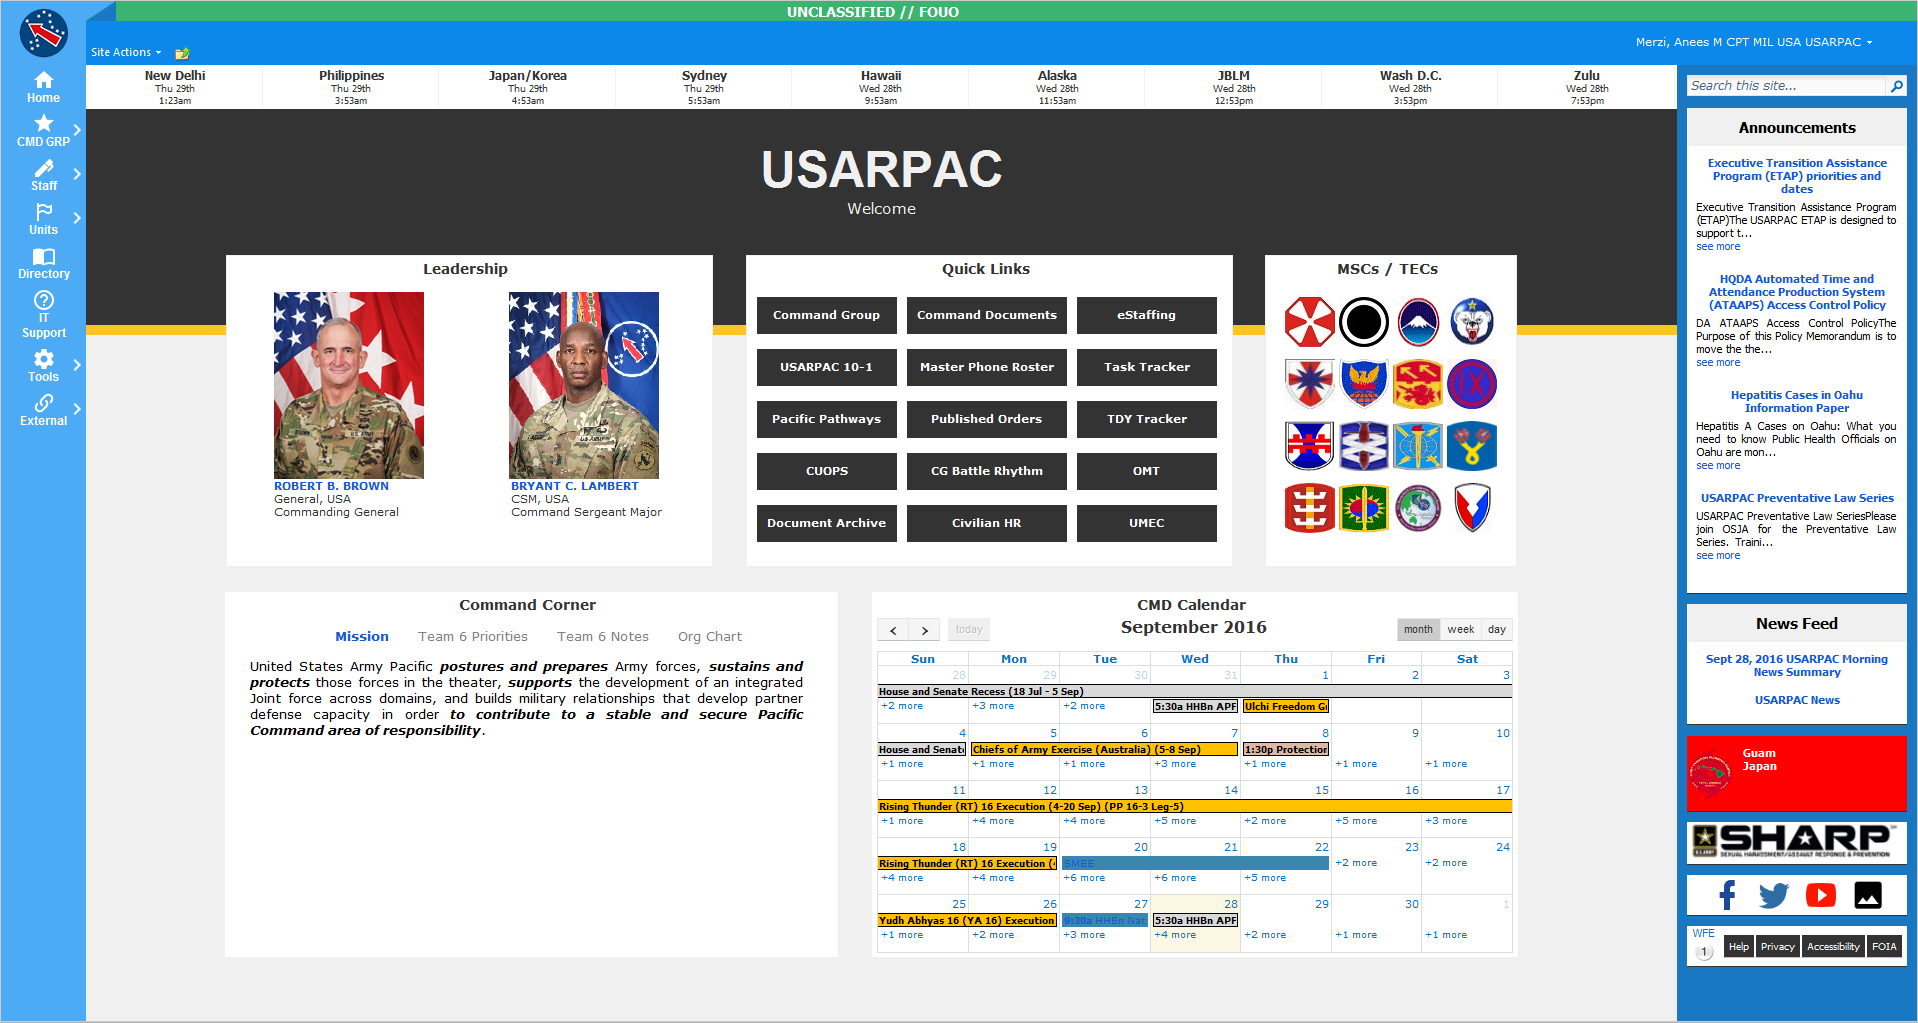 UNCLASSIFIED // FOUO
Site Actions
Merzi, Anees M CPT MIL USA USARPAC
Home
CMD GRP
Staff
Units
Directory
IT
Support
Tools
External
New Delhi
Thu 29th
1:23am
Philippines
Thu 29th
3:53am
Japan/Korea
Thu 29th
4:53am
Sydney
Thu 29th
5:53am
Hawaii
Wed 28th
9:53am
Alaska
Wed 28th
11:53am
JBLM
Wed 28th
12:53pm
Wash D.C.
Wed 28th
3:53pm
Zulu
Wed 28th
7:53pm
USARPAC
Welcome
Leadership
ROBERT B. BROWN
General, USA
Commanding General
BRYANT C. LAMBERT
CSM, USA
Command Sergeant Major
Quick Links
Command Group Command Documents eStaffing
USARPAC 10-1 Master Phone Roster Task Tracker
Pacific Pathways Published Orders TDY Tracker
CUOPS CG Battle Rhythm OMT
Document Archive Civilian HR UMEC
MSCs / TECs
Command Corner
Mission Team 6 Priorities Team 6 Notes Org Chart
United States Army Pacific postures and prepares Army forces, sustains and
protects those forces in the theater, supports the development of an integrated
Joint force across domains, and builds military relationships that develop partner
defense capacity in order to contribute to a stable and secure Pacific
Command area of responsibility.
CMD Calendar
today
September 2016
month week day
Sun Mon Tue Wed Thu Fri Sat
28 29 30 31 1 2 3
House and Senate Recess (18 Jul - 5 Sep)
+2 more +3 more +2 more 5:30a HHBn APF Ulchi Freedom G
4 5 6 7 8 9 10
House and Senat Chiefs of Army Exercise (Australia) (5-8 Sep) 1:30p Protection
+1 more +1 more +1 more +3 more +1 more +1 more +1 more
11 12 13 14 15 16 17
Rising Thunder (RT) 16 Execution (4-20 Sep) (PP 16-3 Leg-5)
+1 more +4 more +4 more +5 more +2 more +5 more +3 more
18 19 20 21 22 23 24
Rising Thunder (RT) 16 Execution ( SMEE +2 more +2 more
+4 more +4 more +6 more +6 more +5 more
25 26 27 28 29 30 1
Yudh Abhyas 16 (YA 16) Execution 9:30a HHBn Nat 5:30a HHBn APF
+1 more +2 more +3 more +4 more +2 more +1 more +1 more
Search this site...
Announcements
Executive Transition Assistance
Program (ETAP) priorities and
dates
Executive Transition Assistance Program
(ETAP)The USARPAC ETAP is designed to
support t...
see more
HQDA Automated Time and
Attendance Production System
(ATAAPS) Access Control Policy
DA ATAAPS Access Control PolicyThe
Purpose of this Policy Memorandum is to
move the the...
see more
Hepatitis Cases in Oahu
Information Paper
Hepatitis A Cases on Oahu: What you
need to know Public Health Officials on
Oahu are mon...
see more
USARPAC Preventative Law Series
USARPAC Preventative Law SeriesPlease
join OSJA for the Preventative Law
Series. Traini...
see more
News Feed
Sept 28, 2016 USARPAC Morning
News Summary
USARPAC News
Guam
Japan
U.S. ARMY
SHARP
SEXUAL HARASSMENT/ASSAULT RESPONSE & PREVENTION
WFE
1
Help Privacy Accessibility FOIA